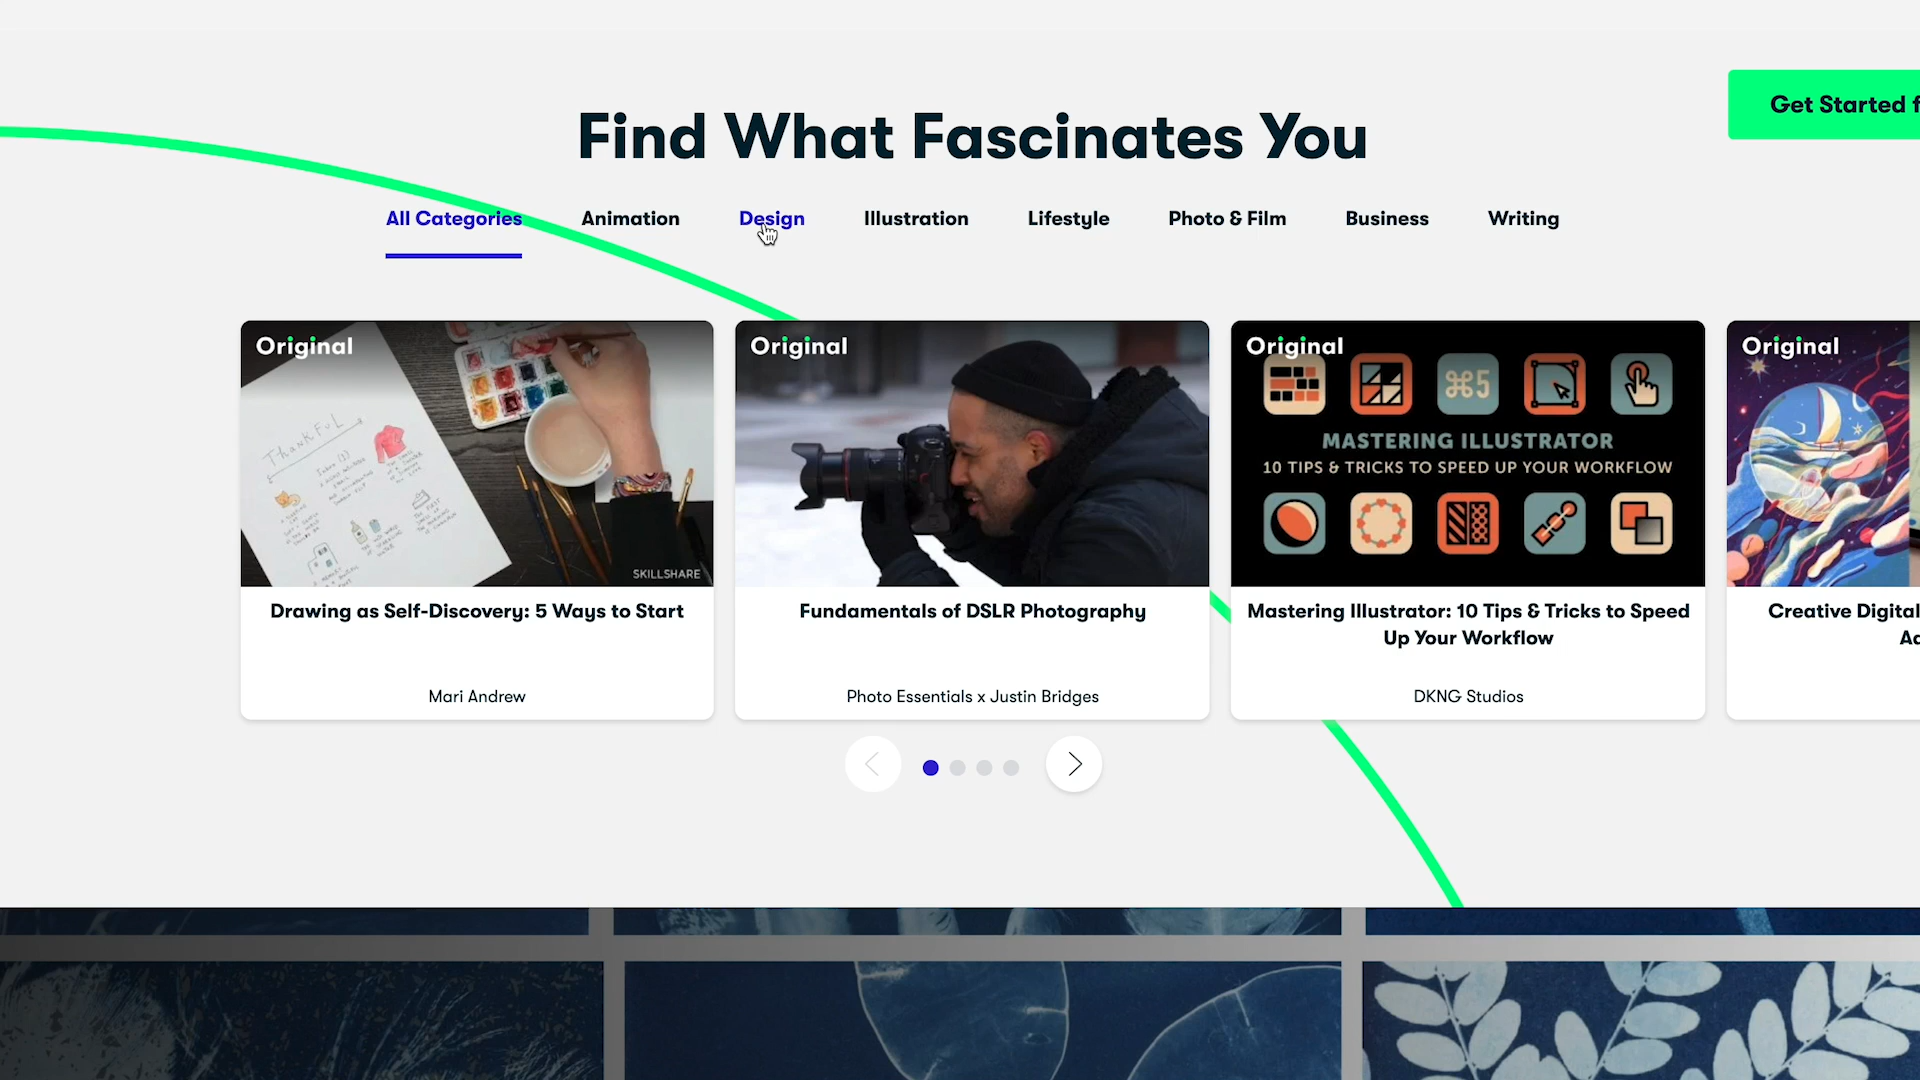 Get Started f
Find What Fascinates You
All Categories
Animation
Design
Illustration
Lifestyle
Photo & Film
Business
Writing
Original
THANKFUL
SKILLSHARE
Drawing as Self-Discovery: 5 Ways to Start
Mari Andrew
Original
Fundamentals of DSLR Photography
Photo Essentials x Justin Bridges
Original
⌘5
MASTERING ILLUSTRATOR
10 TIPS & TRICKS TO SPEED UP YOUR WORKFLOW
Mastering Illustrator: 10 Tips & Tricks to Speed
Up Your Workflow
DKNG Studios
Original
Creative Digital
Ad